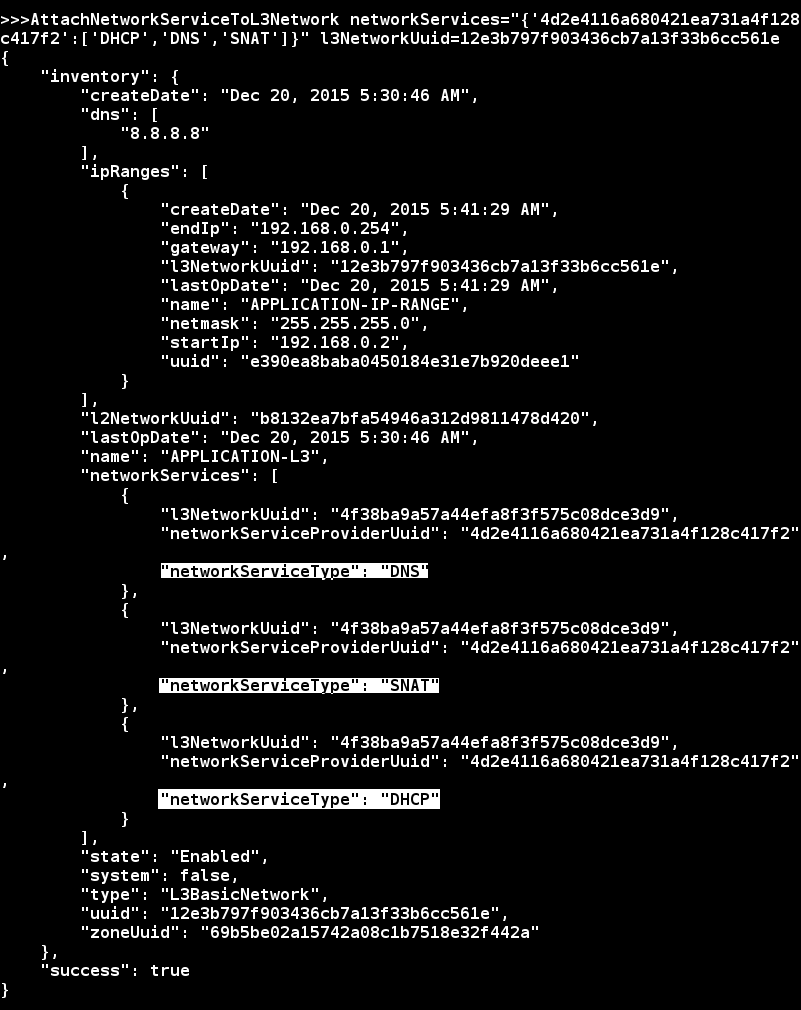 >>>AttachNetworkServiceToL3Network networkServices="{'4d2e4116a680421ea731a4f128
c417f2':['DHCP','DNS','SNAT']}" l3NetworkUuid=12e3b797f903436cb7a13f33b6cc561e
{
    "inventory": {
        "createDate": "Dec 20, 2015 5:30:46 AM",
        "dns": [
            "8.8.8.8"
        ],
        "ipRanges": [
            {
                "createDate": "Dec 20, 2015 5:41:29 AM",
                "endIp": "192.168.0.254",
                "gateway": "192.168.0.1",
                "l3NetworkUuid": "12e3b797f903436cb7a13f33b6cc561e",
                "lastOpDate": "Dec 20, 2015 5:41:29 AM",
                "name": "APPLICATION-IP-RANGE",
                "netmask": "255.255.255.0",
                "startIp": "192.168.0.2",
                "uuid": "e390ea8baba0450184e31e7b920deee1"
            }
        ],
        "l2NetworkUuid": "b8132ea7bfa54946a312d9811478d420",
        "lastOpDate": "Dec 20, 2015 5:30:46 AM",
        "name": "APPLICATION-L3",
        "networkServices": [
            {
                "l3NetworkUuid": "4f38ba9a57a44efa8f3f575c08dce3d9",
                "networkServiceProviderUuid": "4d2e4116a680421ea731a4f128c417f2"
,
                "networkServiceType": "DNS"
            },
            {
                "l3NetworkUuid": "4f38ba9a57a44efa8f3f575c08dce3d9",
                "networkServiceProviderUuid": "4d2e4116a680421ea731a4f128c417f2"
,
                "networkServiceType": "SNAT"
            },
            {
                "l3NetworkUuid": "4f38ba9a57a44efa8f3f575c08dce3d9",
                "networkServiceProviderUuid": "4d2e4116a680421ea731a4f128c417f2"
,
                "networkServiceType": "DHCP"
            }
        ],
        "state": "Enabled",
        "system": false,
        "type": "L3BasicNetwork",
        "uuid": "12e3b797f903436cb7a13f33b6cc561e",
        "zoneUuid": "69b5be02a15742a08c1b7518e32f442a"
    },
    "success": true
}